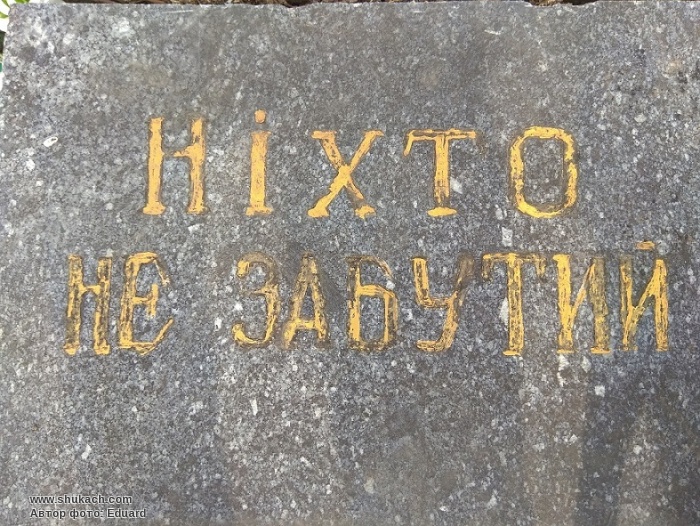 НІХТО
НЕ ЗАБУТИЙ
www.shukach.com
Автор фото: Eduard